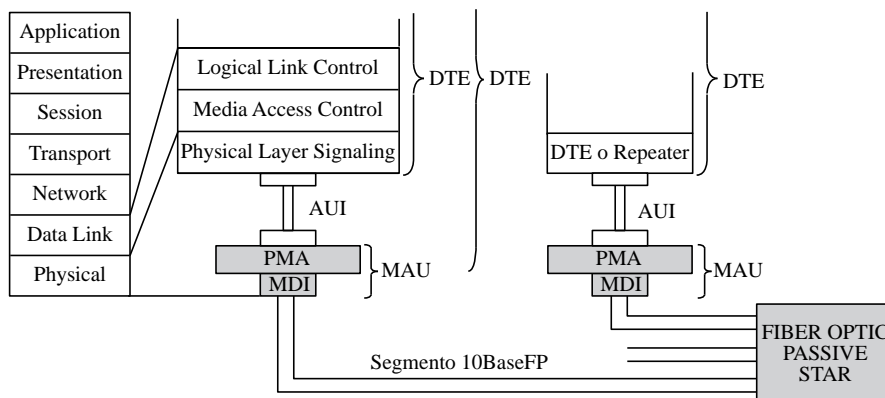 Application
Presentation
Session
Transport
Network
Data Link
Physical
Logical Link Control
Media Access Control
Physical Layer Signaling
AUI
PMA
MDI
MAU
DTE
DTE
DTE o Repeater
AUI
PMA
MDI
MAU
DTE
Segmento 10BaseFP
FIBER OPTIC
PASSIVE
STAR